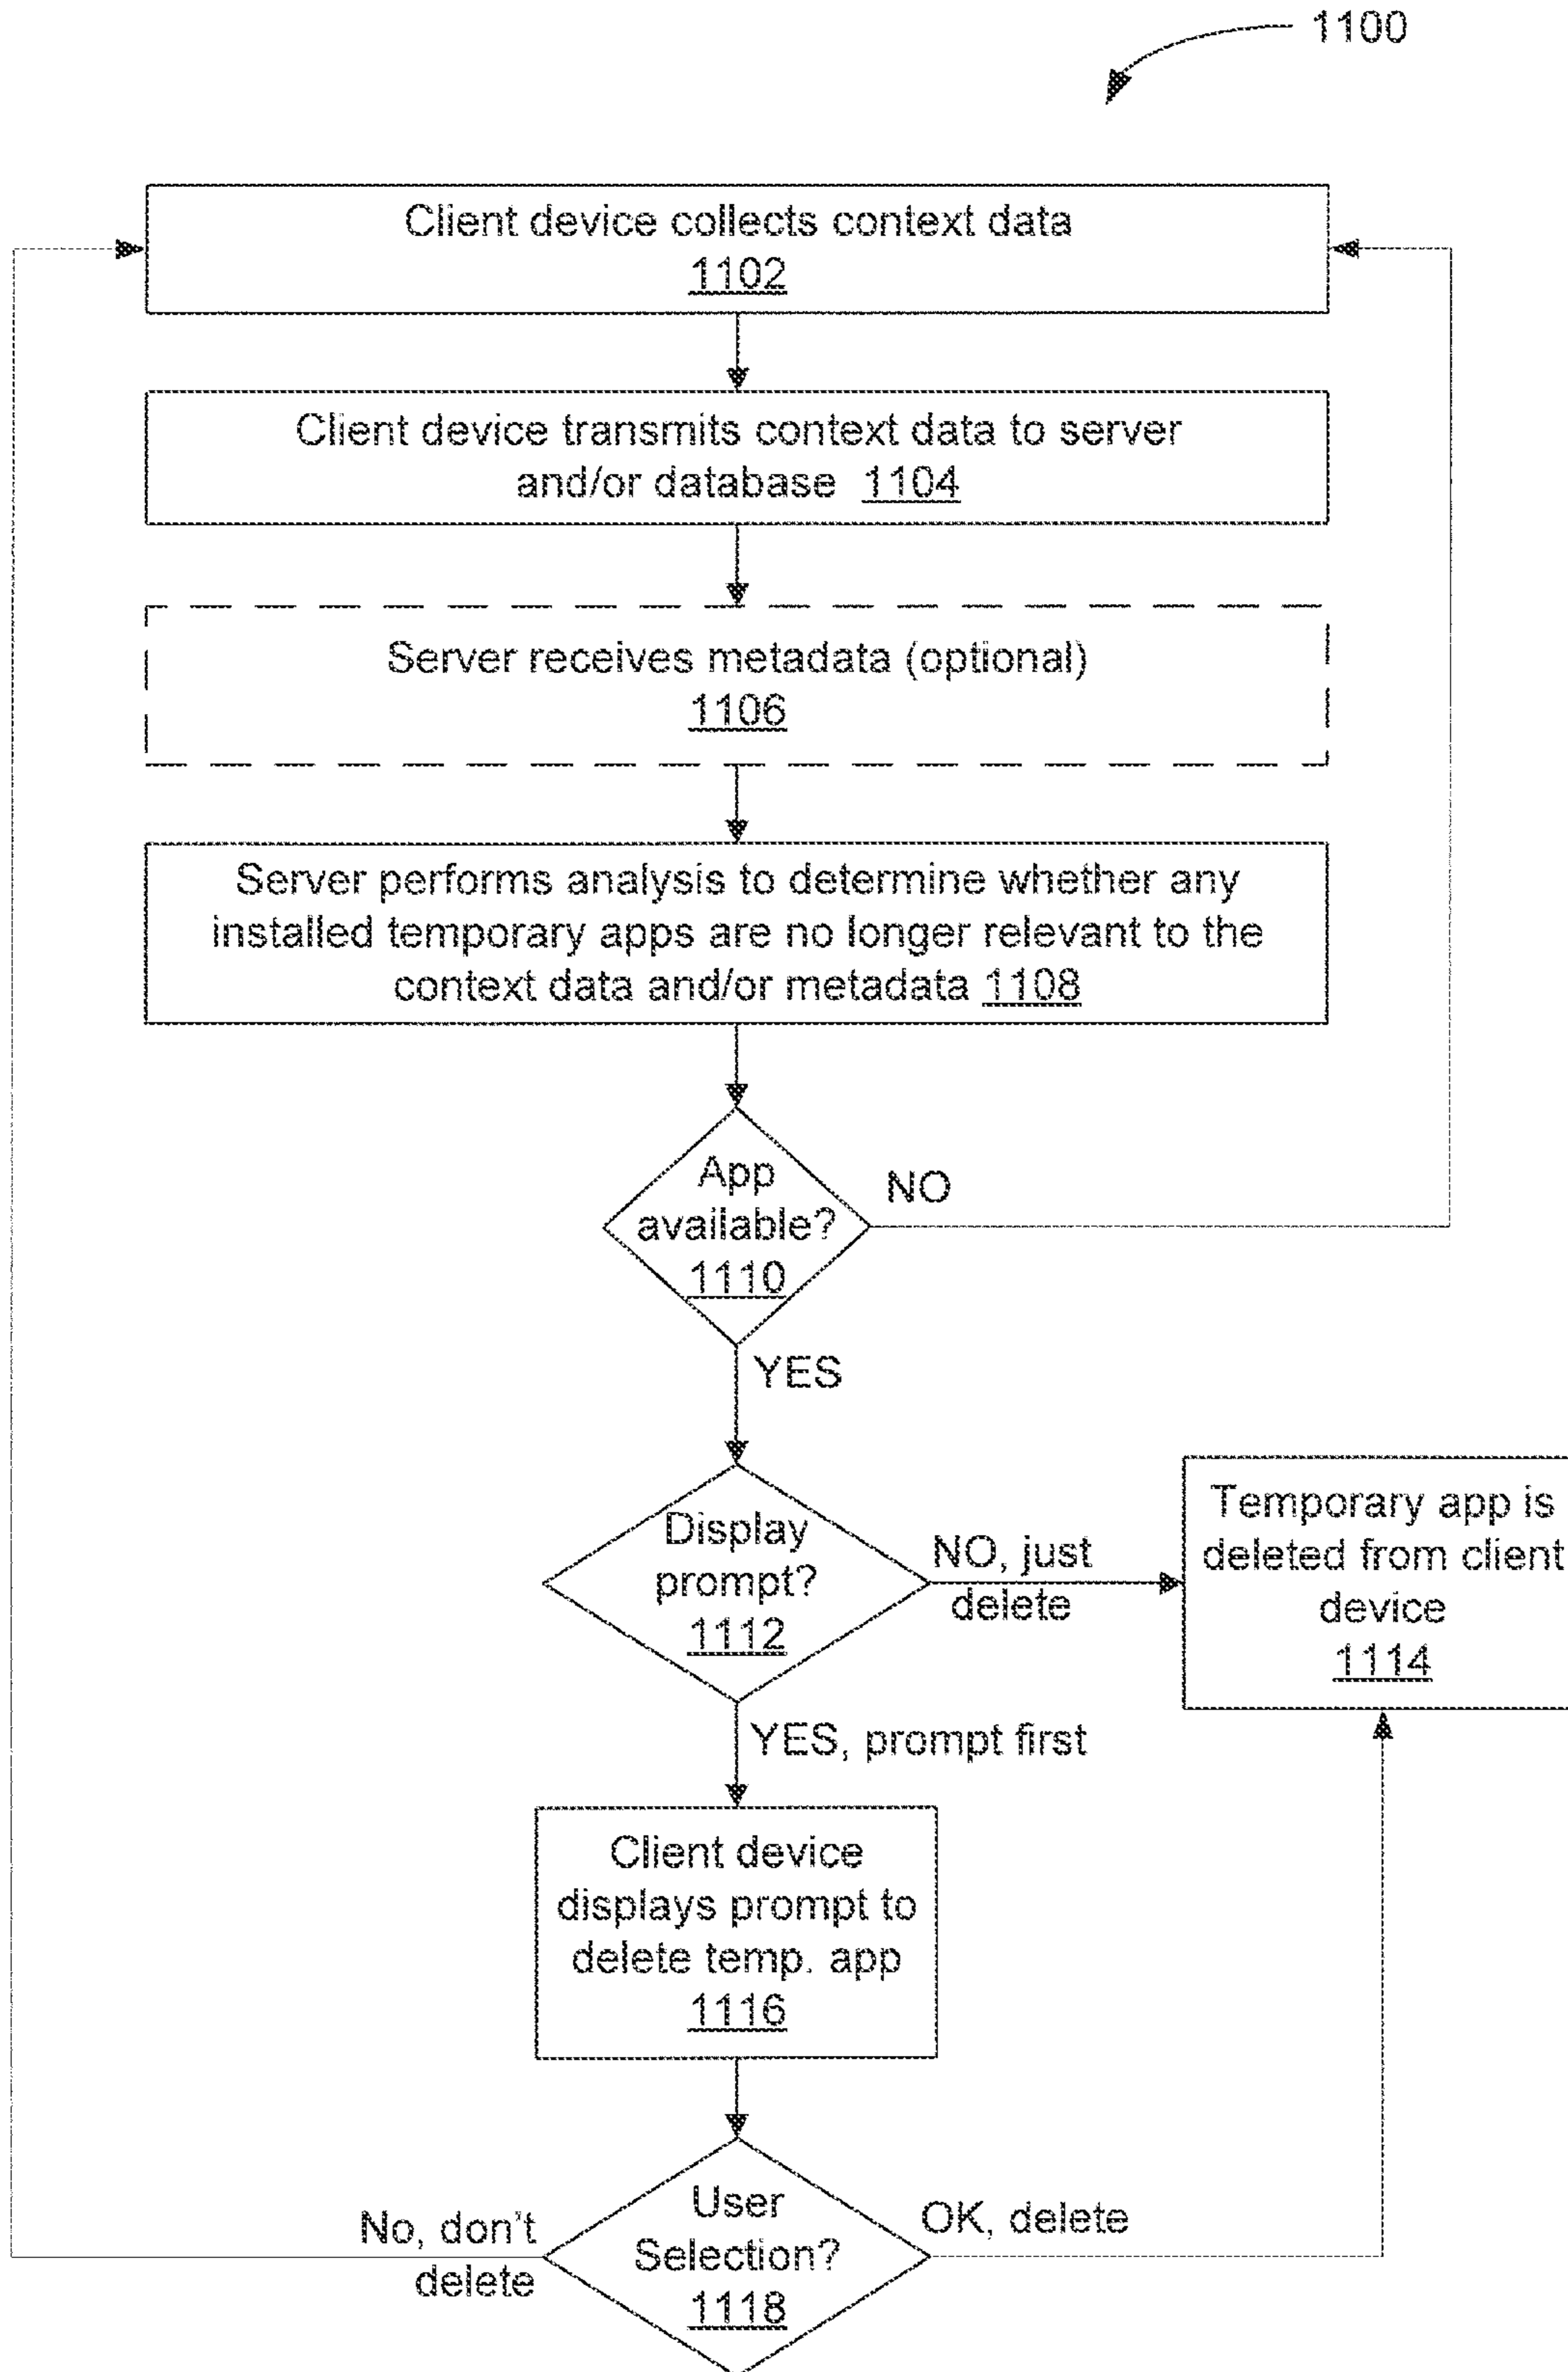 1100
Client device collects context data
1102
Client device transmits context data to server
and/or database 1104
Server receives metadata (optional)
1106
Server performs analysis to determine whether any
installed temporary apps are no longer relevant to the
context data and/or metadata 1108
App
available?
1110
NO
YES
Display
prompt?
1112
NO, just
delete
Temporary app is
deleted from client
device
1114
YES, prompt first
Client device
displays prompt to
delete temp. app
1116
User
Selection?
1118
No, don't
delete
OK, delete